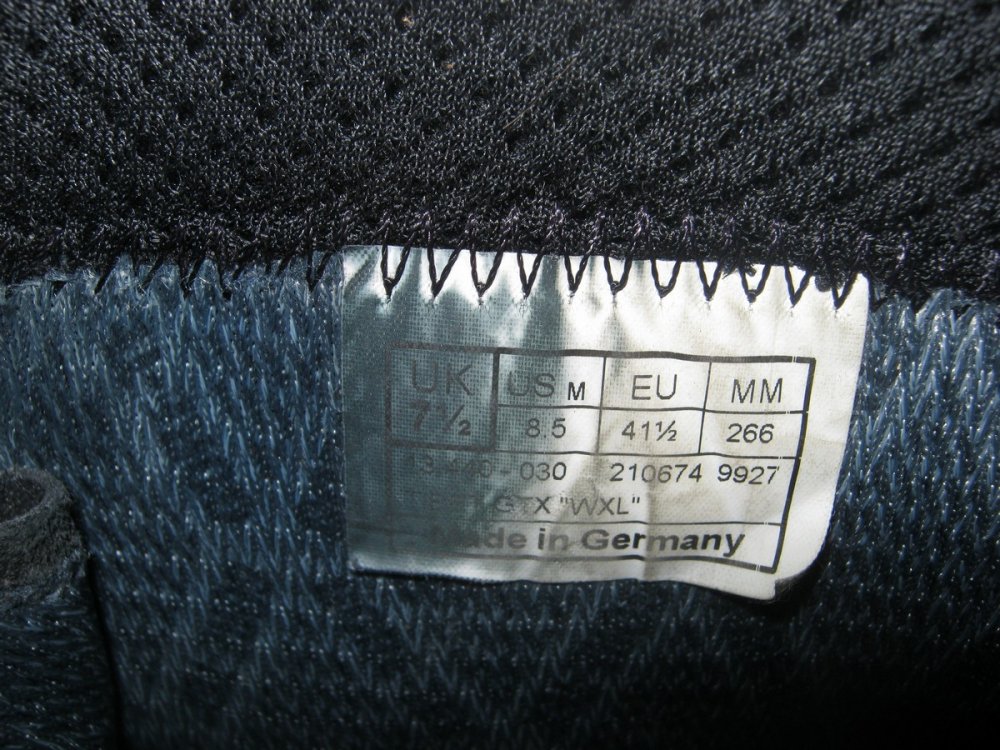 UK US M EU MM
7½ 8.5 41½ 266
030 210674 9927
GTX "WXL"
Made in Germany